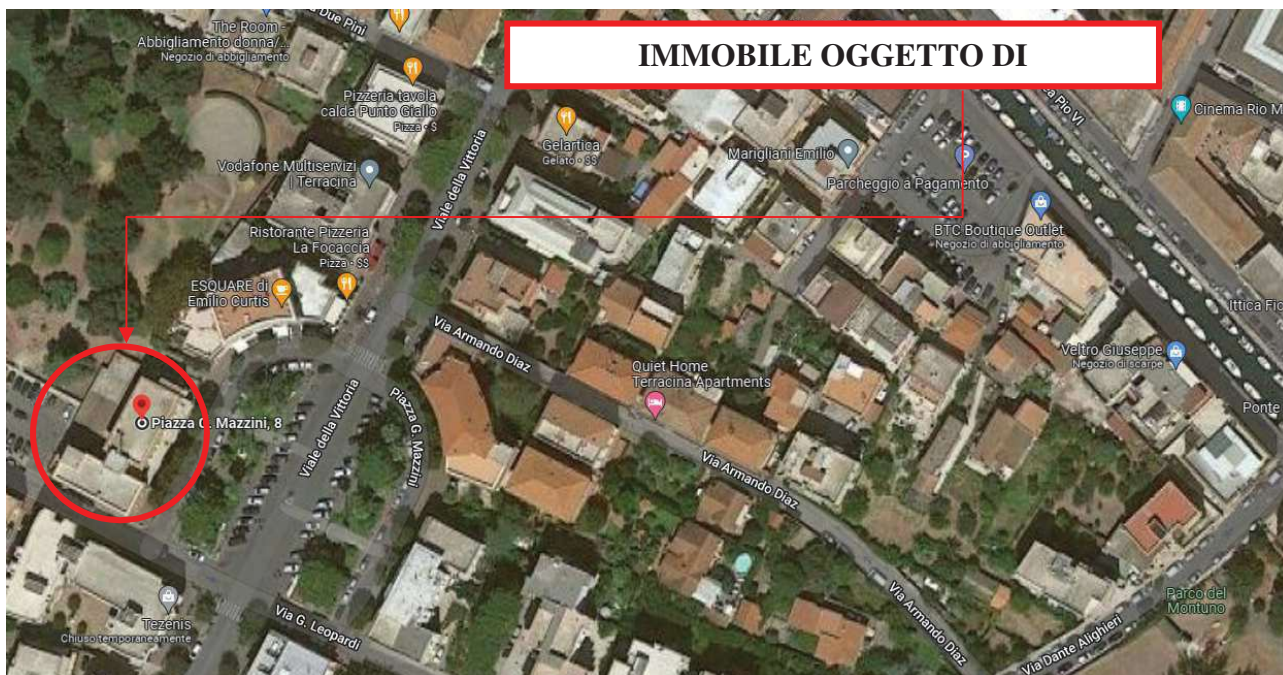 a Due Pini
The Room -
Abbigliamento donna/...
Negozio di abbigliamento
IMMOBILE OGGETTO DI
a Pio VI
Cinema Rio M
Pizzeria tavola
calda Punto Giallo
Pizza • $
Gelartica
Gelato • $$
Marigliani Emilio
Vodafone Multiservizi
| Terracina
Viale della Vittoria
Parcheggio a Pagamento
P
Ristorante Pizzeria
La Focaccia
Pizza • $$
BTC Boutique Outlet
Negozio di abbigliamento
ESQUARE di
Emilio Curtis
Ittica Fio
Via Armando Diaz
Veltro Giuseppe
Negozio di scarpe
Quiet Home
Terracina Apartments
Piazza G. Mazzini, 8
Viale della Vittoria
Piazza G. Mazzini
Ponte
Via Armando Diaz
Tezenis
Chiuso temporaneamente
Via G. Leopardi
Via Armando Diaz
Parco del
Montuno
Via Dante Alighieri